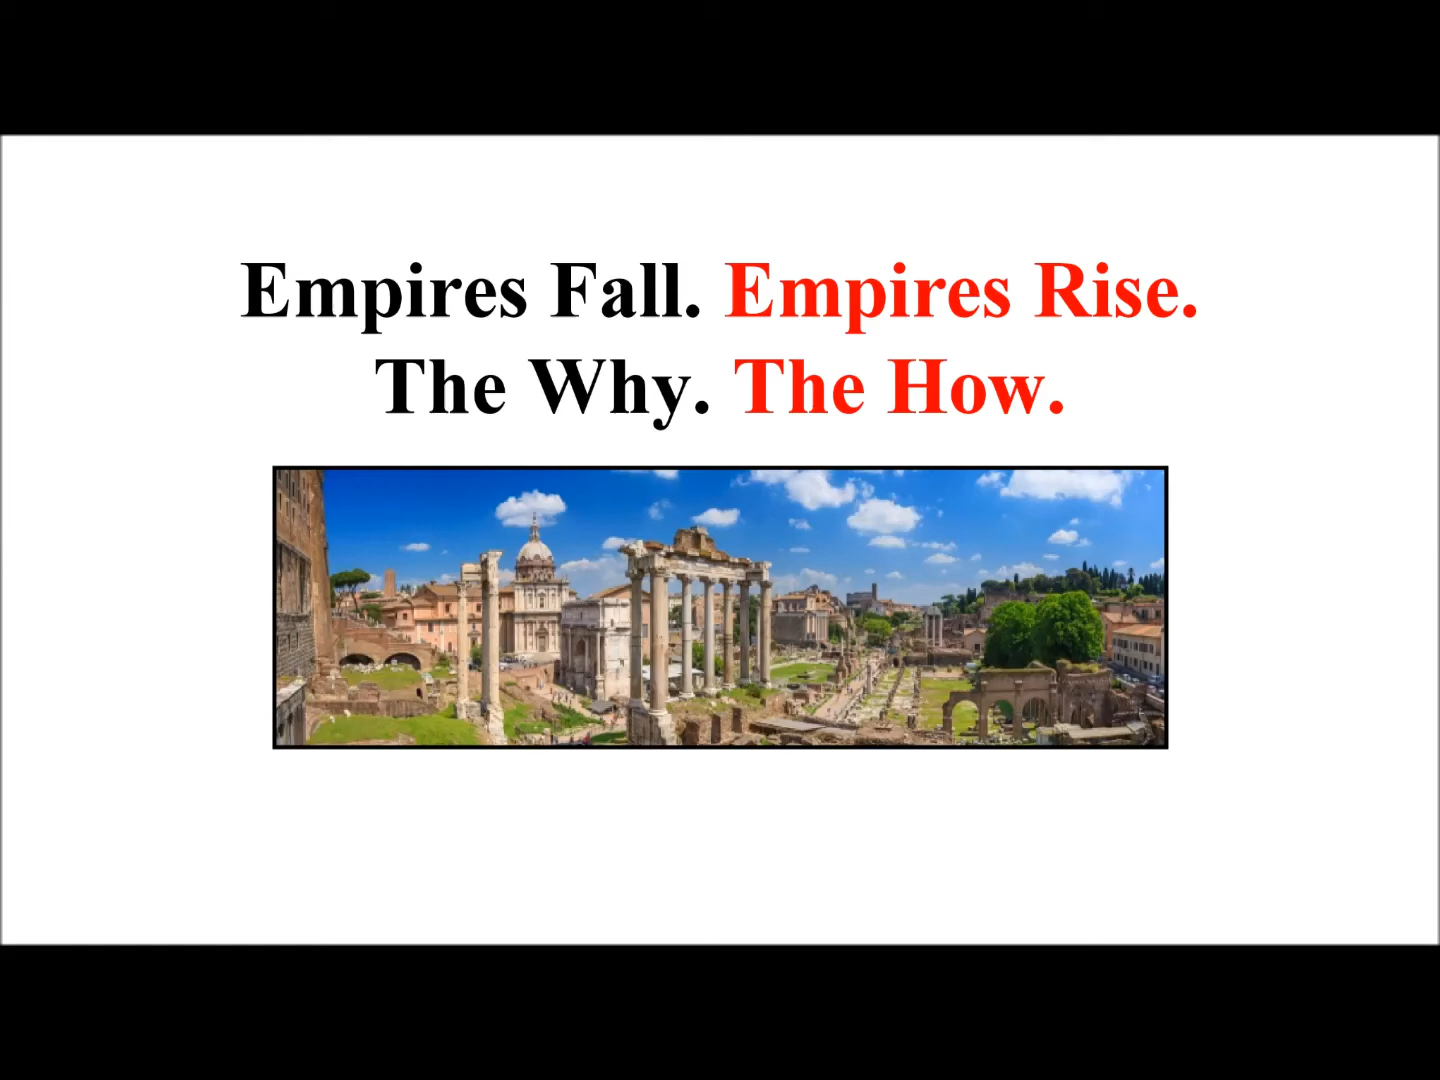 Empires Fall. Empires Rise.
The Why. The How.